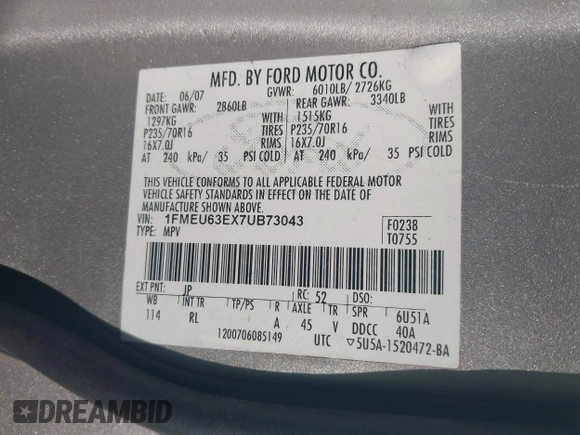 MFD. BY FORD MOTOR CO.
DATE: 06/07 GVWR: 6010LB/ 2726KG
FRONT GAWR: 2860LB REAR GAWR: 3340LB
1297KG WITH 1515KG WITH
P235/70R16 TIRES P235/70R16 TIRES
16X7.0J RIMS 16X7.0J RIMS
AT 240 kPa/ 35 PSI COLD AT 240 kPa/ 35 PSI COLD
THIS VEHICLE CONFORMS TO ALL APPLICABLE FEDERAL MOTOR
VEHICLE SAFETY STANDARDS IN EFFECT ON THE DATE OF
MANUFACTURE SHOWN ABOVE.
VIN: 1FMEU63EX7UB73043 F0238
TYPE: MPV T0755
EXT PNT: JP RC: 52 DSO:
WB INT TR TP/PS R AXLE TR SPR 6U51A
114 RL A 45 V DDCC 40A
1200706085149 UTC ▽5U5A-1520472-BA
DREAMBID